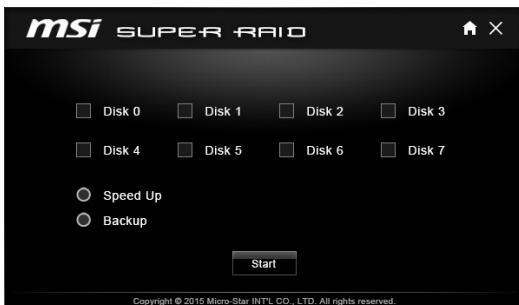 msi SUPER RAID
Disk 0 Disk 1 Disk 2 Disk 3
Disk 4 Disk 5 Disk 6 Disk 7
Speed Up
Backup
Start
Copyright © 2015 Micro-Star INT'L CO., LTD. All rights reserved.